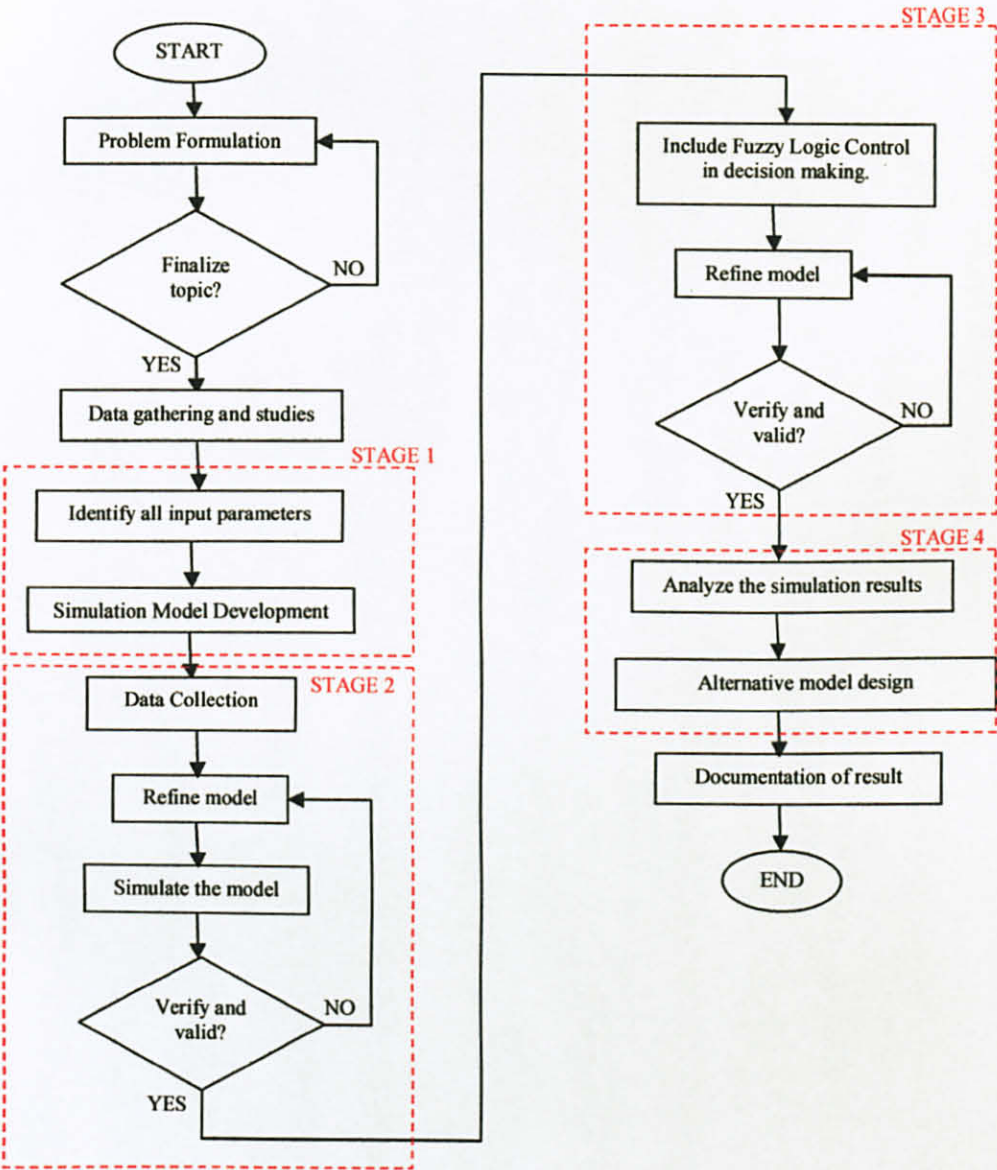 START
Problem Formulation
Finalize
topic?
NO
YES
Data gathering and studies
STAGE 1
Identify all input parameters
Simulation Model Development
STAGE 2
Data Collection
Refine model
Simulate the model
Verify and
valid?
NO
YES
STAGE 3
Include Fuzzy Logic Control
in decision making.
Refine model
Verify and
valid?
NO
YES
STAGE 4
Analyze the simulation results
Alternative model design
Documentation of result
END